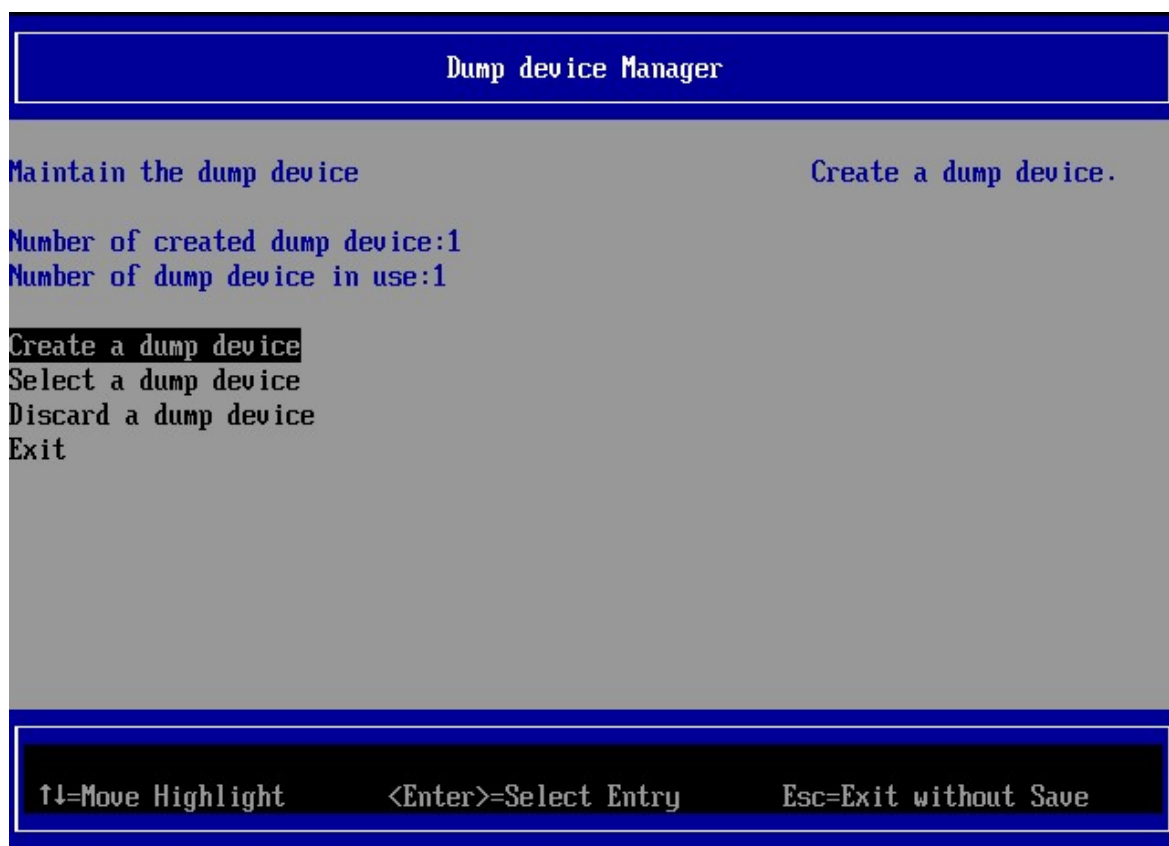 Dump device Manager
Maintain the dump device
Create a dump device.
Number of created dump device:1
Number of dump device in use:1
Create a dump device
Select a dump device
Discard a dump device
Exit
↑↓=Move Highlight <Enter>=Select Entry Esc=Exit without Save